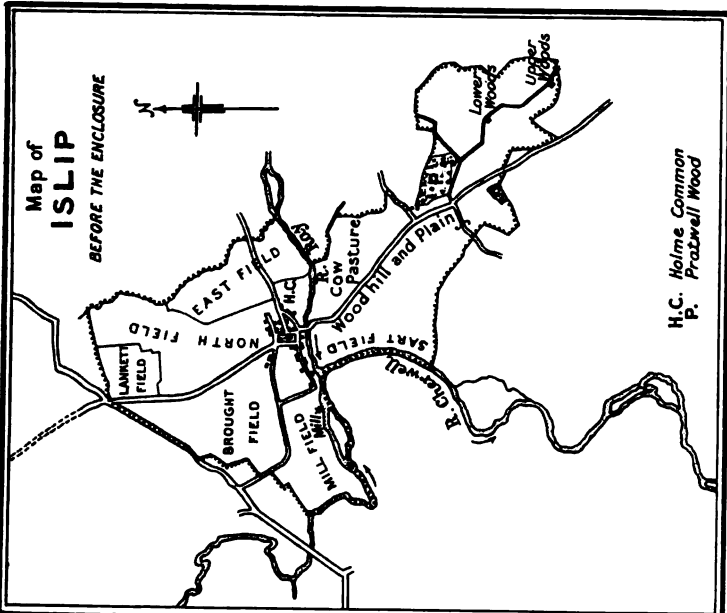 Map of
ISLIP
BEFORE THE ENCLOSURE
N
Lower
Woods
Upper
Woods
EAST FIELD
R. Ray
Cow
Pasture
H.C.
Wood hill and Plain
NORTH FIELD
LANKETT
FIELD
SART FIELD
BROUGHT
FIELD
MILL FIELD
Mill
R. Cherwell
H.C. Holme Common
P. Pratwell Wood